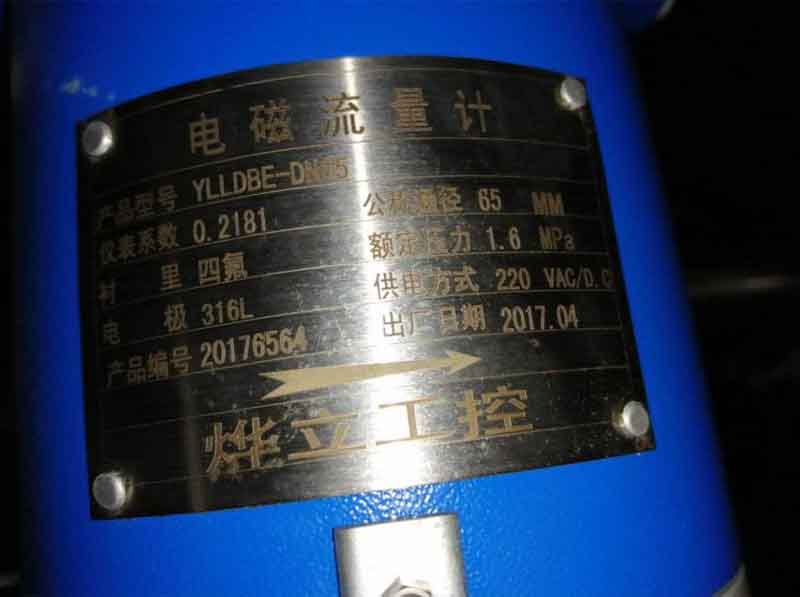 电磁流量计
产品型号 YLLDBE-DN65
仪表系数 0.2181 公称通径 65 MM
衬 里 四氟 额定压力 1.6 MPa
电 极 316L 供电方式 220 VAC/D.C
产品编号 20176564 出厂日期 2017.04
烨立工控